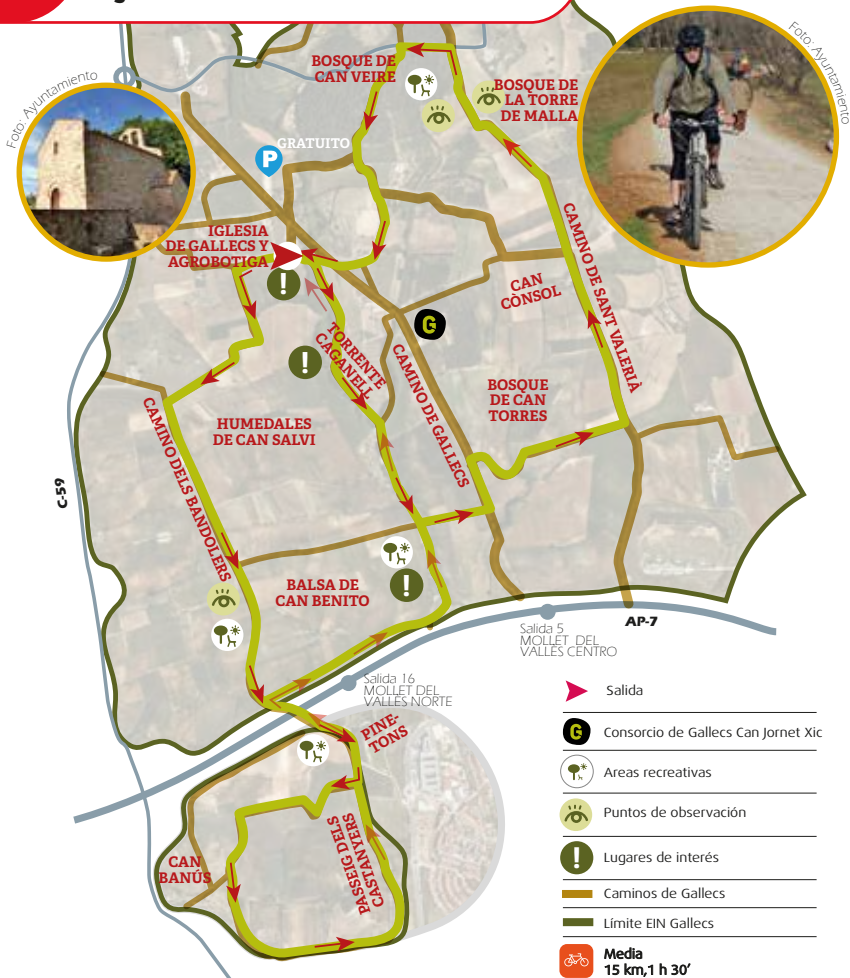 Foto: Ayuntamiento
Foto: Ayuntamiento
BOSQUE DE
CAN VEIRE
BOSQUE DE
LA TORRE
DE MALLA
GRATUITO
P
IGLESIA
DE GALLECS Y
AGROBOTIGA
!
CAMINO DE SANT VALERIÀ
CAN
CÒNSOL
G
!
TORRENTE
CAGANELL
CAMINO DE GALLECS
BOSQUE
DE CAN
TORRES
HUMEDALES
DE CAN SALVI
CAMINO DELS BANDOLERS
C-59
BALSA DE
CAN BENITO
!
AP-7
Salida 5
MOLLET DEL
VALLÈS CENTRO
Salida 16
MOLLET DEL
VALLÈS NORTE
PINE-
TONS
PASSEIG DELS
CASTANYERS
CAN
BANÚS
Salida
G Consorcio de Gallecs Can Jornet Xic
Areas recreativas
Puntos de observación
! Lugares de interés
Caminos de Gallecs
Límite EIN Gallecs
Media
15 km,1 h 30’